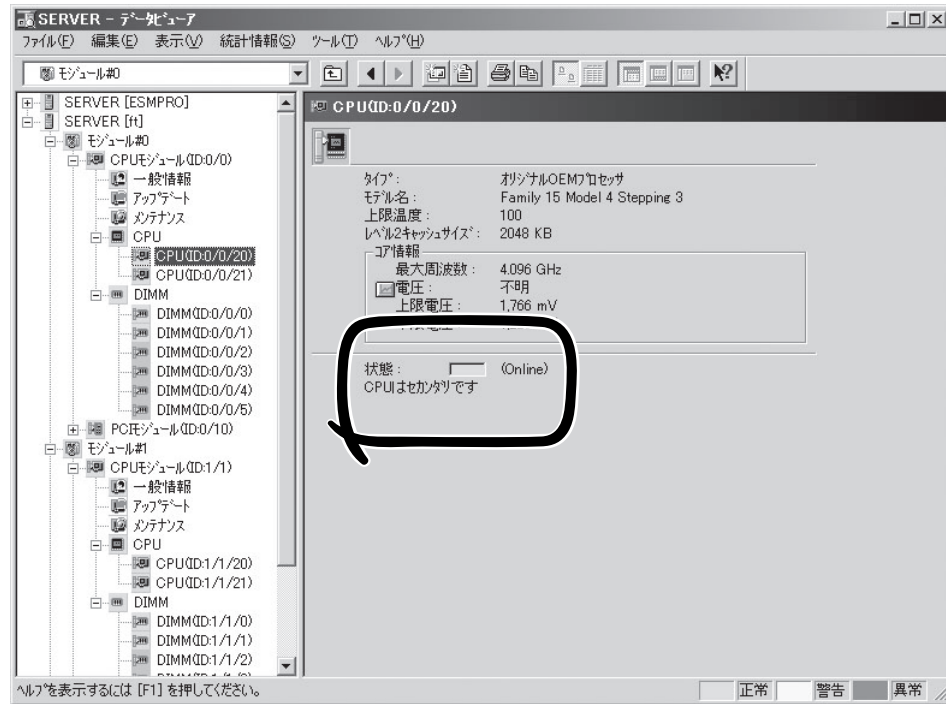 SERVER - データビューア
ファイル(F) 編集(E) 表示(V) 統計情報(S) ツール(T) ヘルプ(H)
モジュール#0
SERVER [ESMPRO]
SERVER [ft]
モジュール#0
CPUモジュール(ID:0/0)
一般情報
アップデート
メンテナンス
CPU
CPU(ID:0/0/20)
CPU(ID:0/0/21)
DIMM
DIMM(ID:0/0/0)
DIMM(ID:0/0/1)
DIMM(ID:0/0/2)
DIMM(ID:0/0/3)
DIMM(ID:0/0/4)
DIMM(ID:0/0/5)
PCIモジュール(ID:0/10)
モジュール#1
CPUモジュール(ID:1/1)
一般情報
アップデート
メンテナンス
CPU
CPU(ID:1/1/20)
CPU(ID:1/1/21)
DIMM
DIMM(ID:1/1/0)
DIMM(ID:1/1/1)
DIMM(ID:1/1/2)
CPU(ID:0/0/20)
タイプ: オリジナルOEMプロセッサ
モデル名: Family 15 Model 4 Stepping 3
上限温度: 100
レベル2キャッシュサイズ: 2048 KB
コア情報
最大周波数: 4.096 GHz
電圧: 不明
上限電圧: 1,766 mV
状態: (Online)
CPUはセカンダリです
ヘルプを表示するには [F1] を押してください。
正常 警告 異常